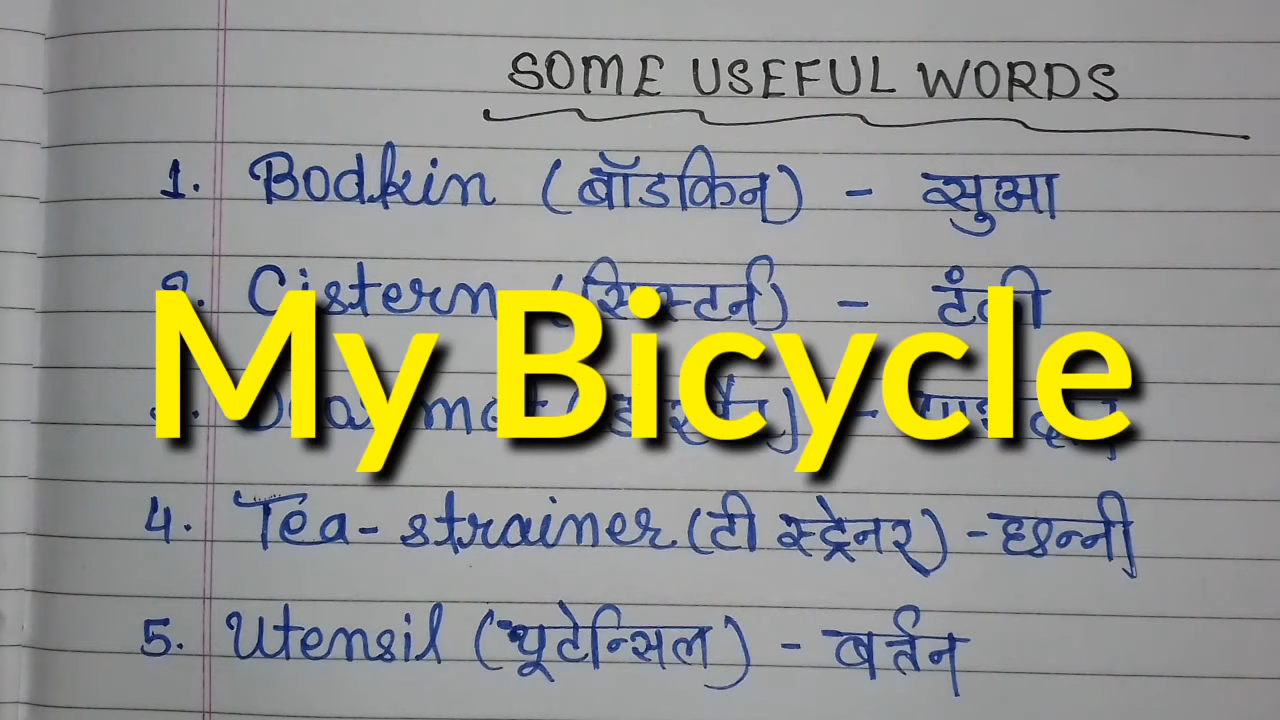 SOME USEFUL WORDS
1. Bodkin (बॉडकिन) - सुआ
2. Cistern (सिस्टर्न) - टंकी
My Bicycle
4. Tea-strainer (टी स्ट्रेनर) - छन्नी
5. Utensil (यूटेन्सिल) - बर्तन